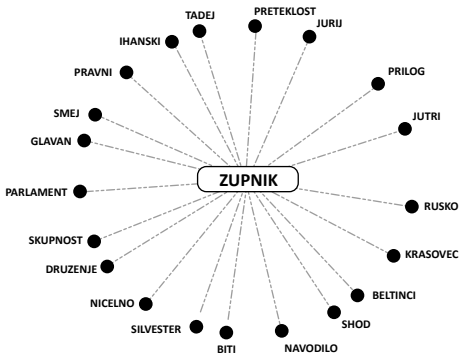 TADEJ
PRETEKLOST
JURIJ
IHANSKI
PRAVNI
PRILOG
SMEJ
JUTRI
GLAVAN
ZUPNIK
PARLAMENT
RUSKO
SKUPNOST
KRASOVEC
DRUZENJE
BELTINCI
NICELNO
SHOD
SILVESTER
BITI
NAVODILO